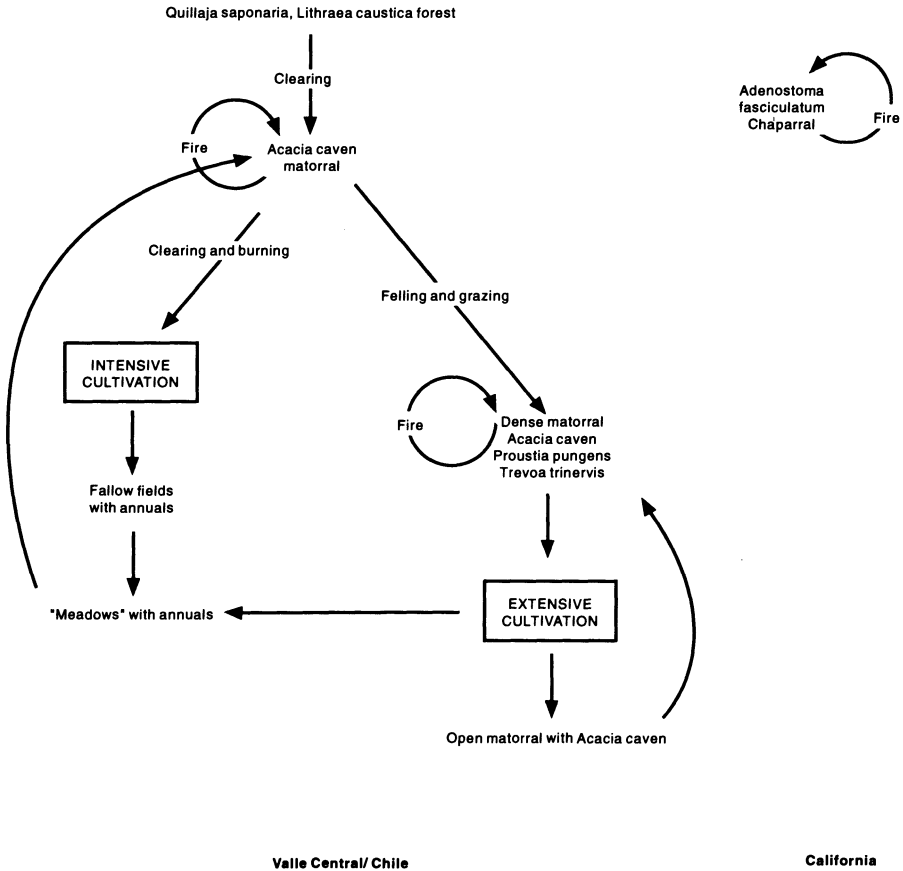 Quillaja saponaria, Lithraea caustica forest
Clearing
Adenostoma
fasciculatum
Chaparral
Fire
Fire
Acacia caven
matorral
Clearing and burning
Felling and grazing
INTENSIVE
CULTIVATION
Fire
Dense matorral
Acacia caven
Proustia pungens
Trevoa trinervis
Fallow fields
with annuals
"Meadows" with annuals
EXTENSIVE
CULTIVATION
Open matorral with Acacia caven
Valle Central/ Chile
California